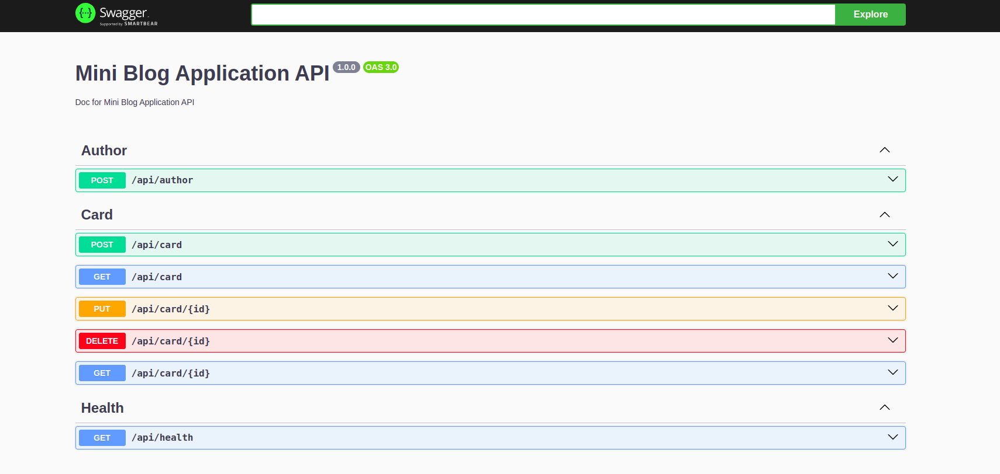 Swagger
Supported by SMARTBEAR
Explore
Mini Blog Application API 1.0.0 OAS 3.0
Doc for Mini Blog Application API
Author
POST /api/author
Card
POST /api/card
GET /api/card
PUT /api/card/{id}
DELETE /api/card/{id}
GET /api/card/{id}
Health
GET /api/health